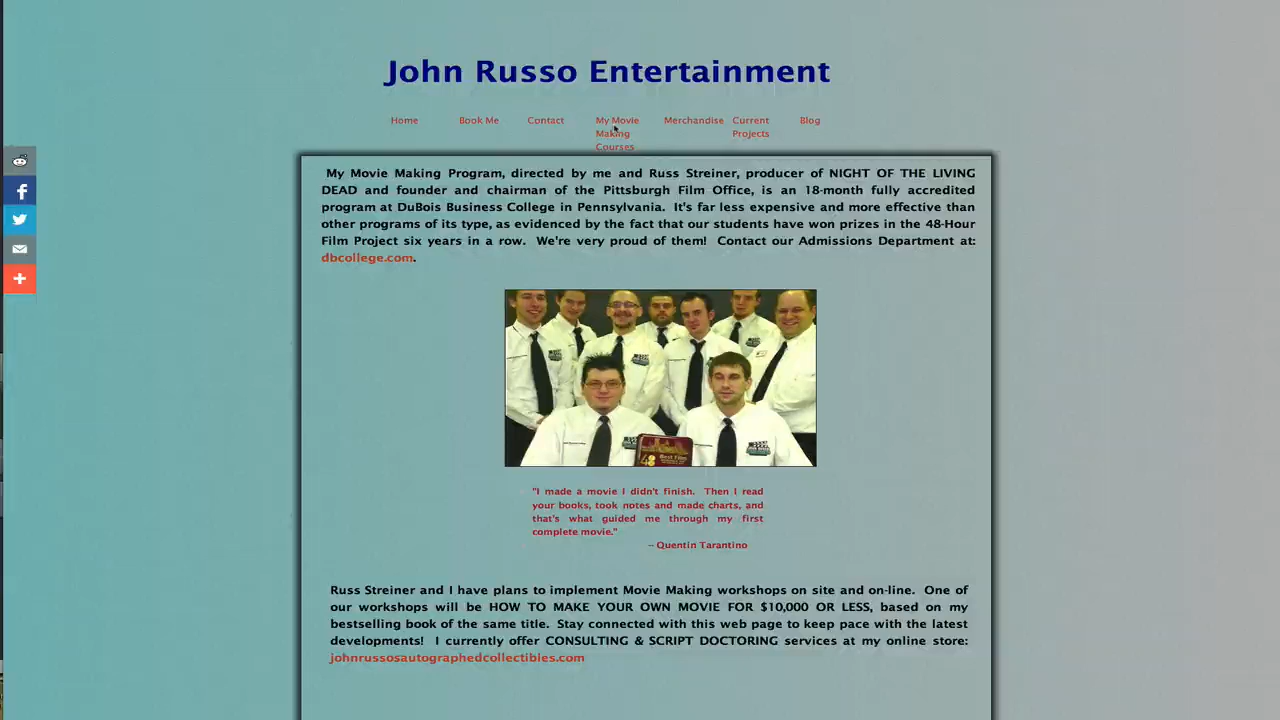 John Russo Entertainment
Home
Book Me
Contact
My Movie
Making
Courses
Merchandise
Current
Projects
Blog
My Movie Making Program, directed by me and Russ Streiner, producer of NIGHT OF THE LIVING
DEAD and founder and chairman of the Pittsburgh Film Office, is an 18-month fully accredited
program at DuBois Business College in Pennsylvania. It's far less expensive and more effective than
other programs of its type, as evidenced by the fact that our students have won prizes in the 48-Hour
Film Project six years in a row. We're very proud of them! Contact our Admissions Department at:
dbcollege.com.
48
Best Film
"I made a movie I didn't finish. Then I read
your books, took notes and made charts, and
that's what guided me through my first
complete movie."
-- Quentin Tarantino
Russ Streiner and I have plans to implement Movie Making workshops on site and on-line. One of
our workshops will be HOW TO MAKE YOUR OWN MOVIE FOR $10,000 OR LESS, based on my
bestselling book of the same title. Stay connected with this web page to keep pace with the latest
developments! I currently offer CONSULTING & SCRIPT DOCTORING services at my online store:
johnrussosautographedcollectibles.com